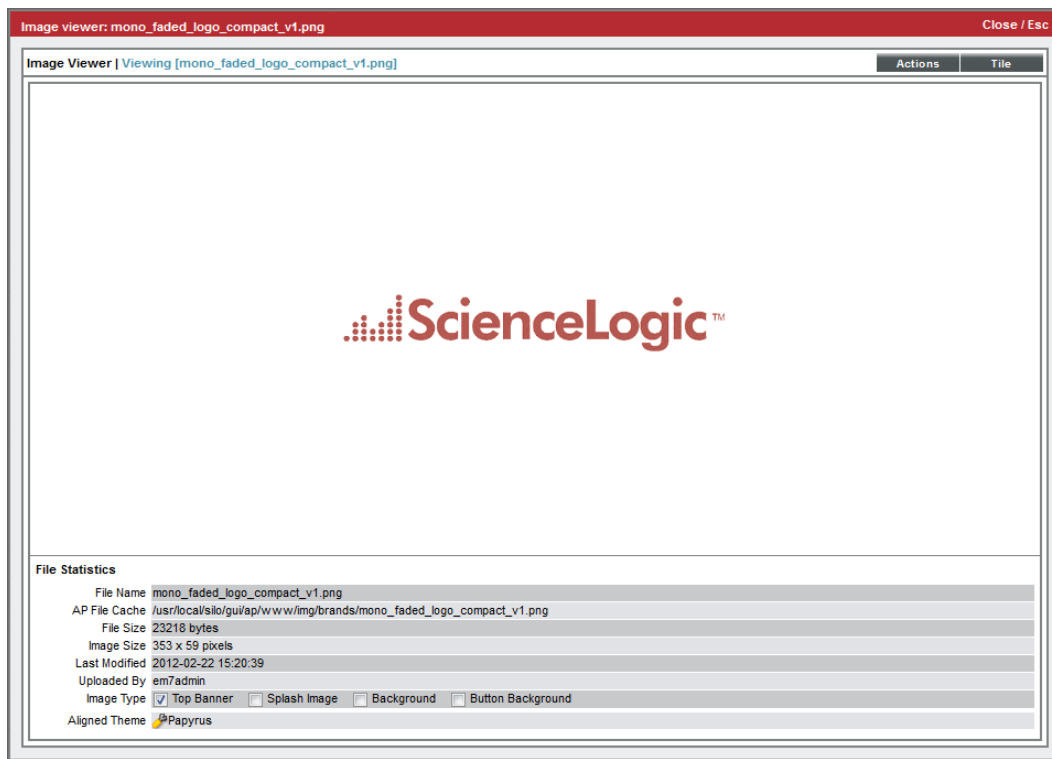 Image viewer: mono_faded_logo_compact_v1.png Close / Esc
Image Viewer | Viewing [mono_faded_logo_compact_v1.png] Actions Tile
ScienceLogic™
File Statistics
File Name mono_faded_logo_compact_v1.png
AP File Cache /usr/local/silo/gui/ap/www/img/brands/mono_faded_logo_compact_v1.png
File Size 23218 bytes
Image Size 353 x 59 pixels
Last Modified 2012-02-22 15:20:39
Uploaded By em7admin
Image Type Top Banner Splash Image Background Button Background
Aligned Theme Papyrus